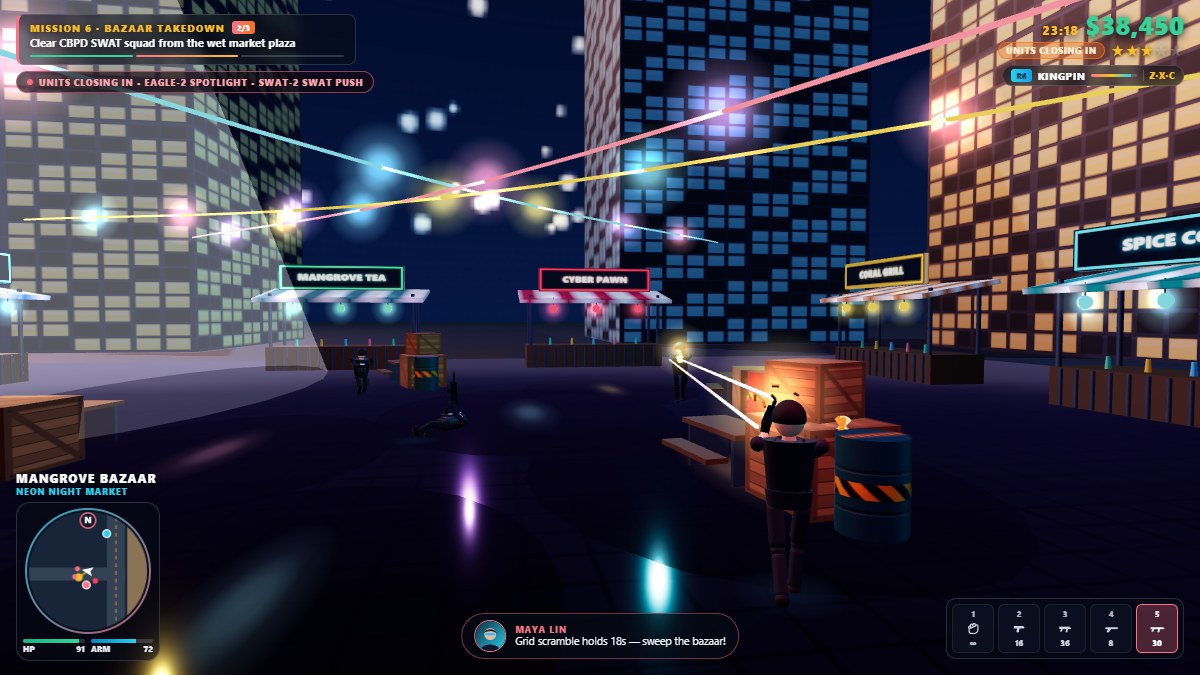 MISSION 6 - BAZAAR TAKEDOWN 2/3
Clear CBPD SWAT squad from the wet market plaza
UNITS CLOSING IN - EAGLE-2 SPOTLIGHT - SWAT-2 SWAT PUSH
23:18 $38,450
UNITS CLOSING IN
R6 KINGPIN Z·X·C
MANGROVE TEA
CYBER PAWN
CORAL GRILL
SPICE CO
MANGROVE BAZAAR
NEON NIGHT MARKET
N
HP 91 ARM 72
MAYA LIN
Grid scramble holds 18s — sweep the bazaar!
1 2 3 4 5
∞ 16 36 8 30